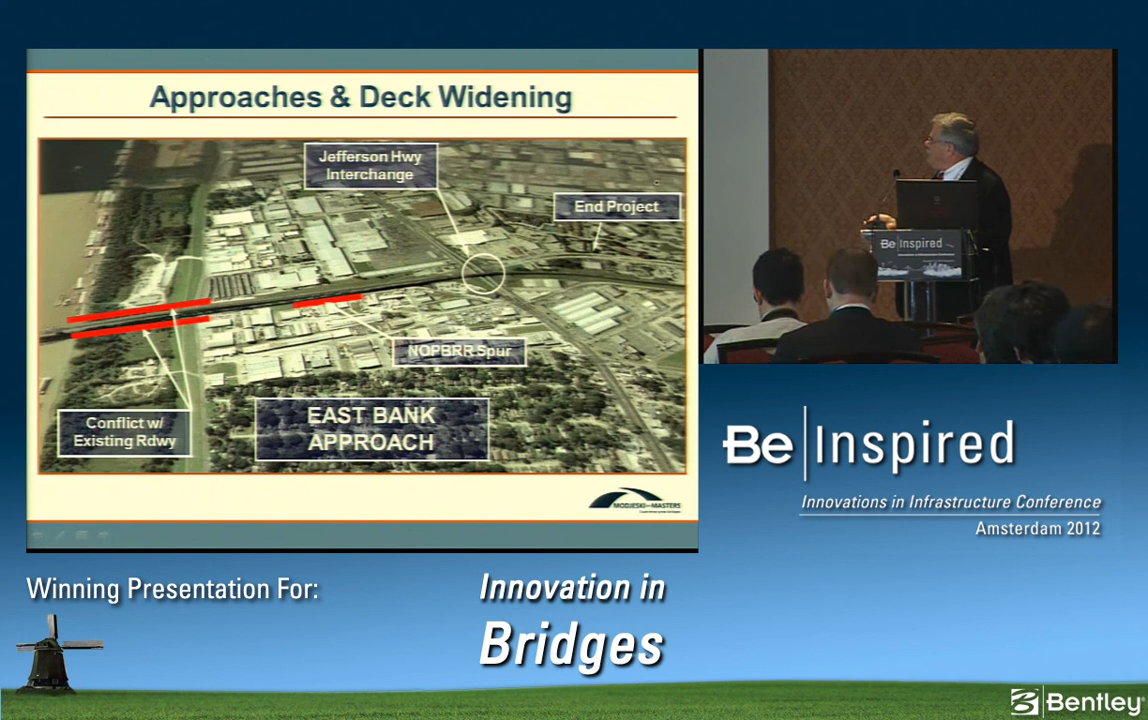 Approaches & Deck Widening
Jefferson Hwy
Interchange
End Project
NOPBRR Spur
Conflict w/
Existing Rdwy
EAST BANK
APPROACH
MODJESKI and MASTERS
Be Inspired
Be Inspired
Innovations in Infrastructure Conference
Amsterdam 2012
Winning Presentation For:
Innovation in
Bridges
Bentley